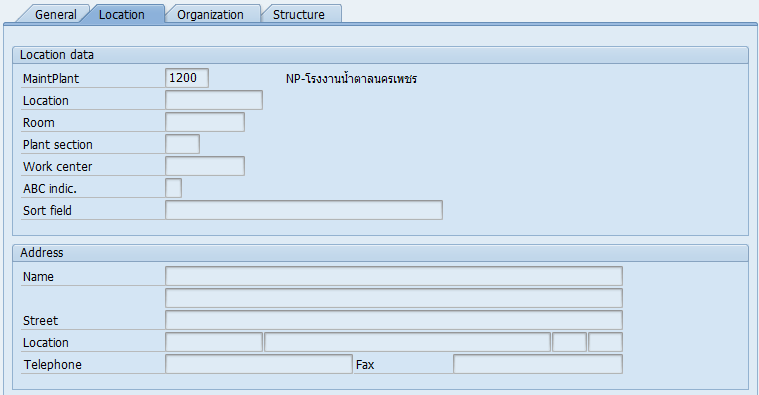 General Location Organization Structure
Location data
MaintPlant 1200 NP-โรงงานน้ำตาลนครเพชร
Location
Room
Plant section
Work center
ABC indic.
Sort field
Address
Name
Street
Location
Telephone Fax